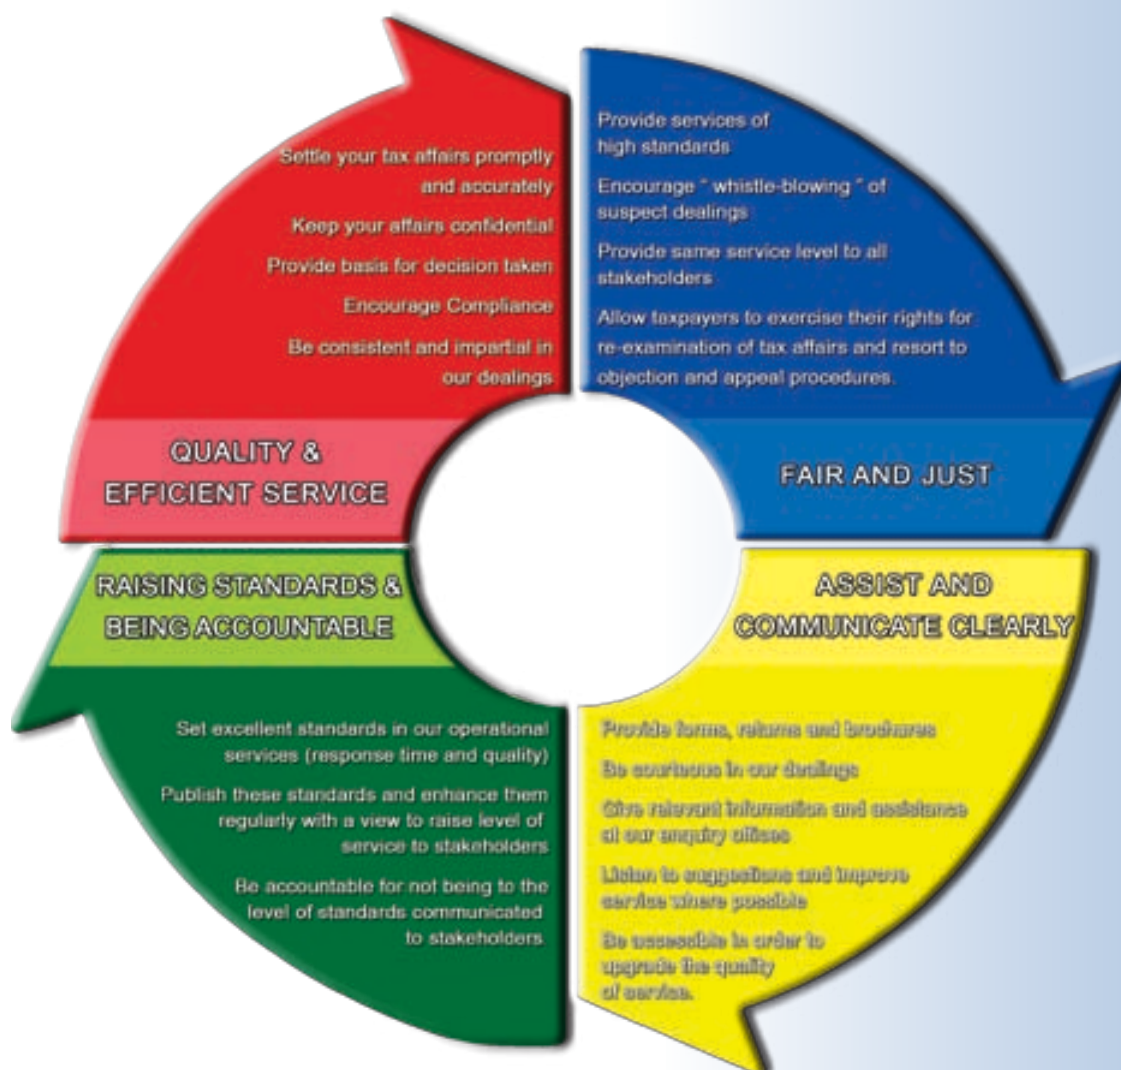 Settle your tax affairs promptly
and accurately
Keep your affairs confidential
Provide basis for decision taken
Encourage Compliance
Be consistent and impartial in
our dealings
QUALITY &
EFFICIENT SERVICE
Provide services of
high standards
Encourage " whistle-blowing " of
suspect dealings
Provide same service level to all
stakeholders
Allow taxpayers to exercise their rights for
re-examination of tax affairs and resort to
objection and appeal procedures.
FAIR AND JUST
RAISING STANDARDS &
BEING ACCOUNTABLE
Set excellent standards in our operational
services (response time and quality)
Publish these standards and enhance them
regularly with a view to raise level of
service to stakeholders
Be accountable for not being to the
level of standards communicated
to stakeholders
ASSIST AND
COMMUNICATE CLEARLY
Provide forms, returns and brochures
Be courteous in our dealings
Give relevant information and assistance
at our enquiry offices
Listen to suggestions and improve
service where possible
Be accessible in order to
upgrade the quality
of service.